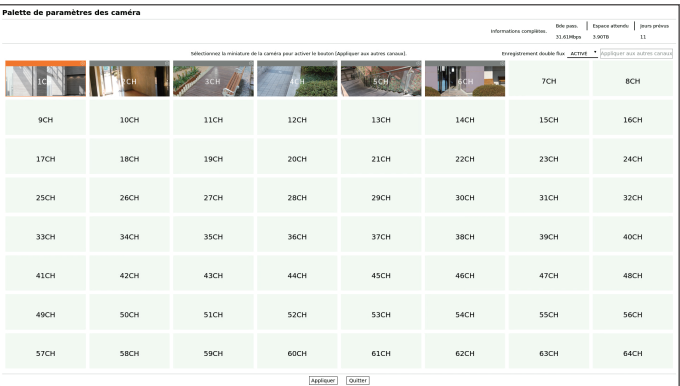 Palette de paramètres des caméra
Informations complètes. Bde pass. Espace attendu Jours prévus
31.61Mbps 3.90TB 11
Sélectionnez la miniature de la caméra pour activer le bouton [Appliquer aux autres canaux]. Enregistrement double flux ACTIVÉ Appliquer aux autres canaux
1CH 2CH 3CH 4CH 5CH 6CH 7CH 8CH
9CH 10CH 11CH 12CH 13CH 14CH 15CH 16CH
17CH 18CH 19CH 20CH 21CH 22CH 23CH 24CH
25CH 26CH 27CH 28CH 29CH 30CH 31CH 32CH
33CH 34CH 35CH 36CH 37CH 38CH 39CH 40CH
41CH 42CH 43CH 44CH 45CH 46CH 47CH 48CH
49CH 50CH 51CH 52CH 53CH 54CH 55CH 56CH
57CH 58CH 59CH 60CH 61CH 62CH 63CH 64CH
Appliquer Quitter